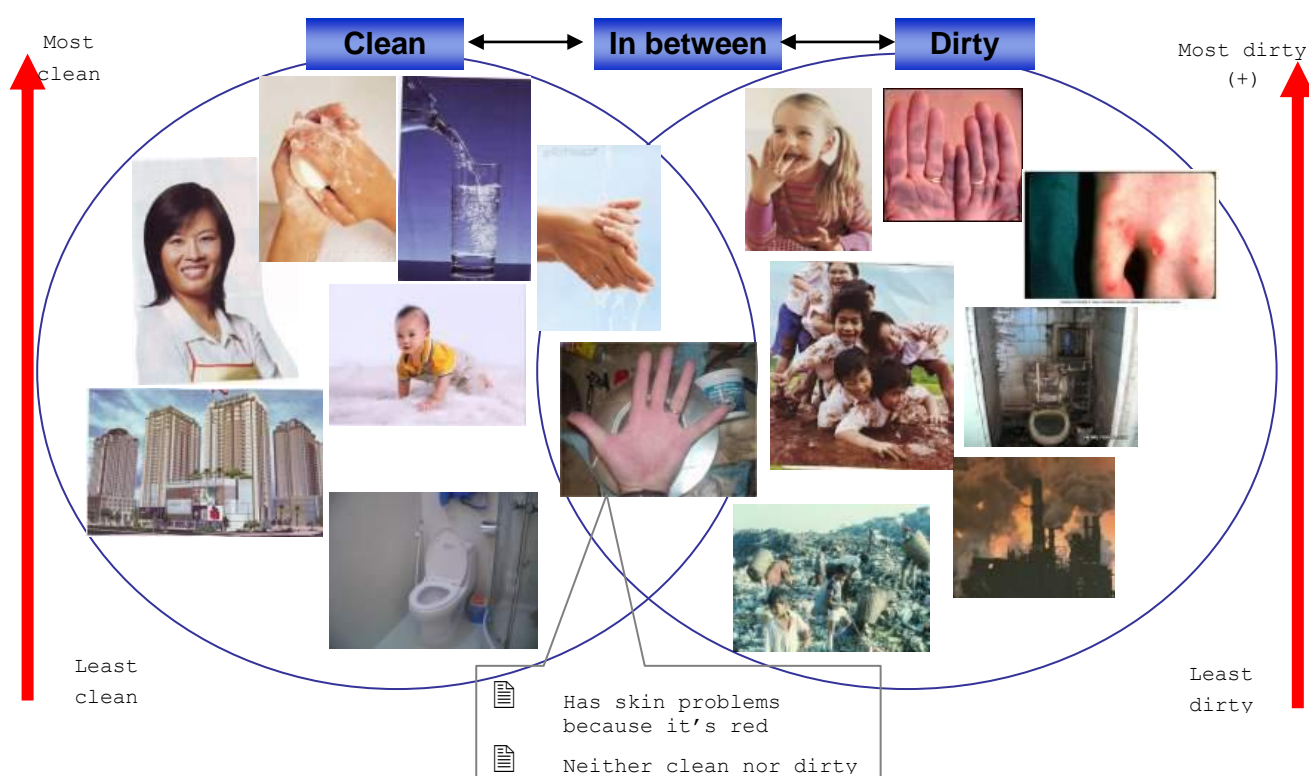 Clean
In between
Dirty
Most
clean
Most dirty
(+)
Least
clean
Least
dirty
Has skin problems
because it's red
Neither clean nor dirty